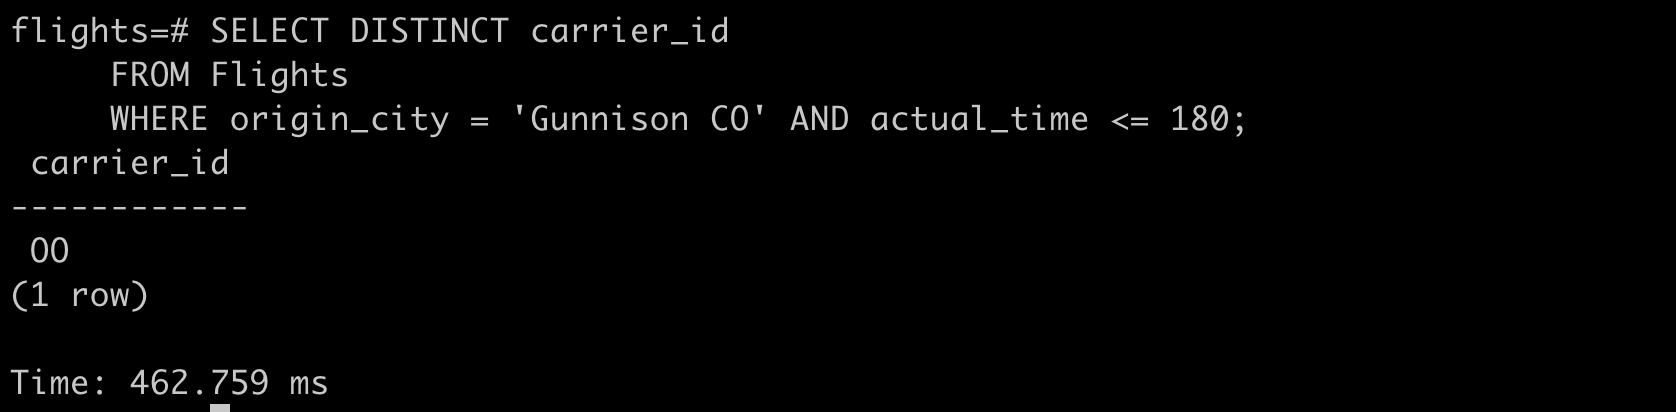 flights=# SELECT DISTINCT carrier_id
FROM Flights
WHERE origin_city = 'Gunnison CO' AND actual_time <= 180;
carrier_id
------------
OO
(1 row)
Time: 462.759 ms